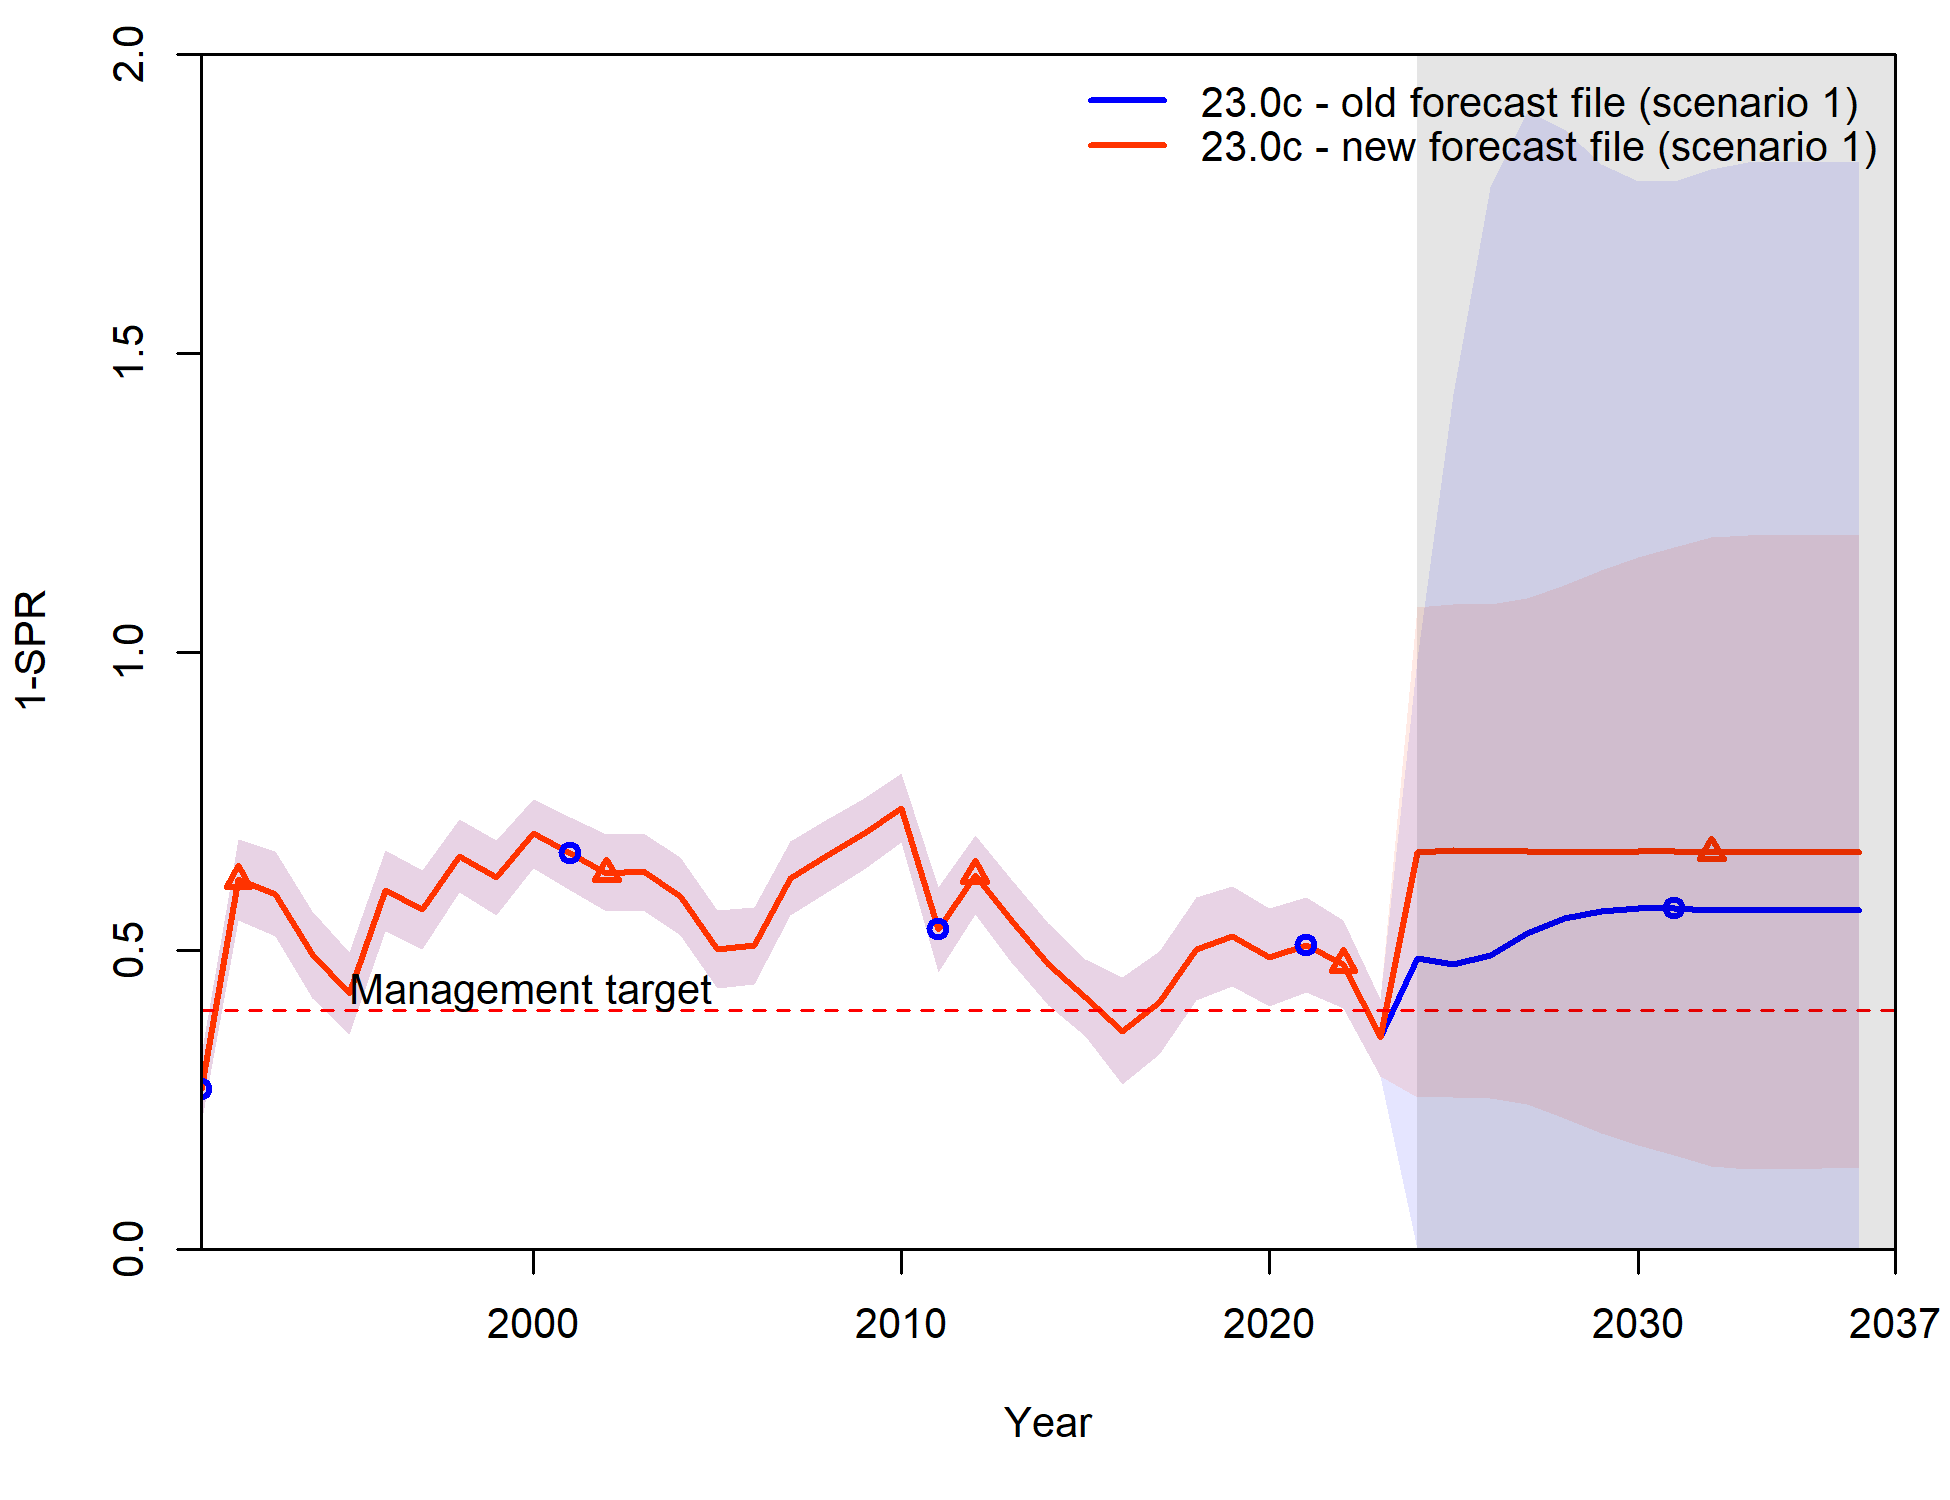 23.0c - old forecast file (scenario 1)
23.0c - new forecast file (scenario 1)
2.0
1.5
1.0
0.5
0.0
1-SPR
Management target
2000
2010
2020
2030
2037
Year